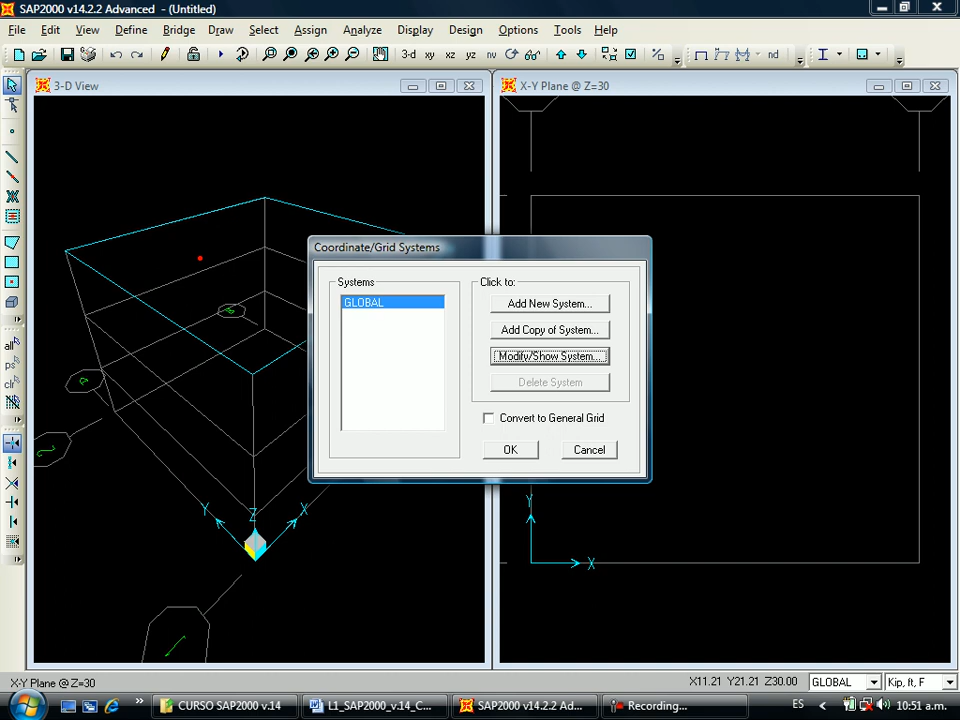 SAP2000 v14.2.2 Advanced - (Untitled)
File Edit View Define Bridge Draw Select Assign Analyze Display Design Options Tools Help
3-d xy xz yz nv nd
3-D View
X-Y Plane @ Z=30
Coordinate/Grid Systems
Systems
GLOBAL
Click to:
Add New System...
Add Copy of System...
Modify/Show System...
Delete System
Convert to General Grid
OK Cancel
all
ps
clr
Y Z X
Y
X
X-Y Plane @ Z=30
X11.21 Y21.21 Z30.00
GLOBAL
Kip, ft, F
CURSO SAP2000 v.14
L1_SAP2000_v.14_C...
SAP2000 v14.2.2 Ad...
Recording...
ES
10:51 a.m.